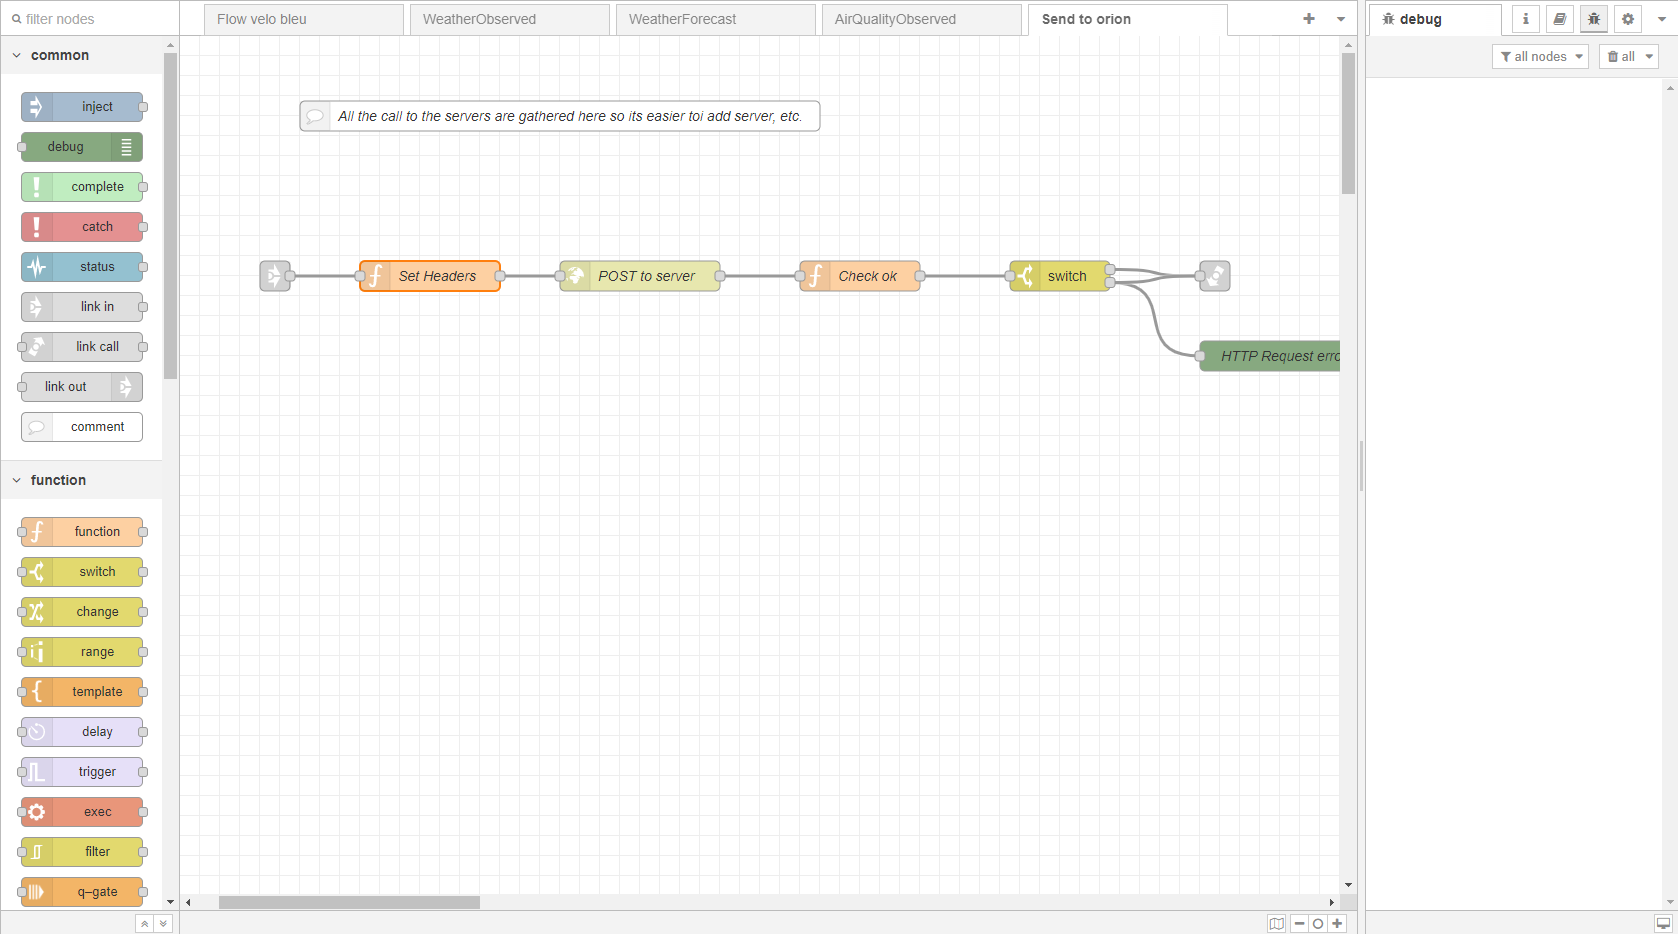 filter nodes
Flow velo bleu
WeatherObserved
WeatherForecast
AirQualityObserved
Send to orion
debug
all nodes
all
common
inject
debug
complete
catch
status
link in
link call
link out
comment
function
function
switch
change
range
template
delay
trigger
exec
filter
q–gate
All the call to the servers are gathered here so its easier toi add server, etc.
Set Headers
POST to server
Check ok
switch
HTTP Request erro